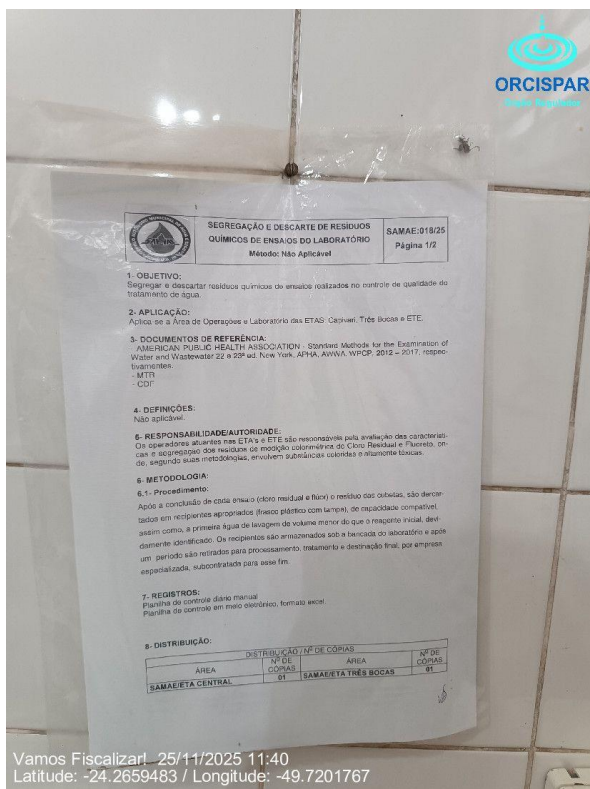 ORCISPAR
SEGREGAÇÃO E DESCARTE DE RESÍDUOS
QUÍMICOS DE ENSAIOS DO LABORATÓRIO
Método: Não Aplicável
SAMAE:018/25
Página 1/2
1- OBJETIVO:
Segregar e descartar resíduos químicos de ensaios realizados no controle de qualidade do
tratamento de água.
2- APLICAÇÃO:
Aplica se a Área de Operações e Laboratório das ETAS: Capivari, Três Bocas e ETE.
3- DOCUMENTOS DE REFERÊNCIA:
- AMERICAN PUBLIC HEALTH ASSOCIATION - Standard Methods for the Examination of
Water and Wastewater 22 e 23ª ed. New York, APHA, AWWA, WPCP, 2012 – 2017, respec-
tivamentes.
- MTR
- CDF
4- DEFINIÇÕES:
Não aplicável.
5- RESPONSABILIDADE/AUTORIDADE:
Os operadores atuantes nas ETA's e ETE são responsáveis pela avaliação das característi-
cas e segregação dos resíduos de medição colorimétrica do Cloro Residual e Fluoreto, on-
de, segundo suas metodologias, envolvem substâncias coloridas e altamente tóxicas.
6- METODOLOGIA:
6.1- Procedimento:
Após a conclusão de cada ensaio (cloro residual e flúor) o resíduo das cubetas, são descar-
tados em recipientes apropriados (frasco plástico com tampa), de capacidade compatível,
assim como, a primeira água de lavagem de volume menor do que o reagente inicial, devi-
damente identificado. Os recipientes são armazenados sob a bancada do laboratório e após
um período são retirados para processamento, tratamento e destinação final, por empresa
especializada, subcontratada para esse fim.
7- REGISTROS:
Planilha de controle diário manual
Planilha de controle em meio eletrônico, formato excel.
8- DISTRIBUIÇÃO:
DISTRIBUIÇÃO / Nº DE CÓPIAS
ÁREA
Nº DE CÓPIAS
ÁREA
Nº DE CÓPIAS
SAMAE/ETA CENTRAL
01
SAMAE/ETA TRÊS BOCAS
01
Vamos Fiscalizar! 25/11/2025 11:40
Latitude: -24.2659483 / Longitude: -49.7201767